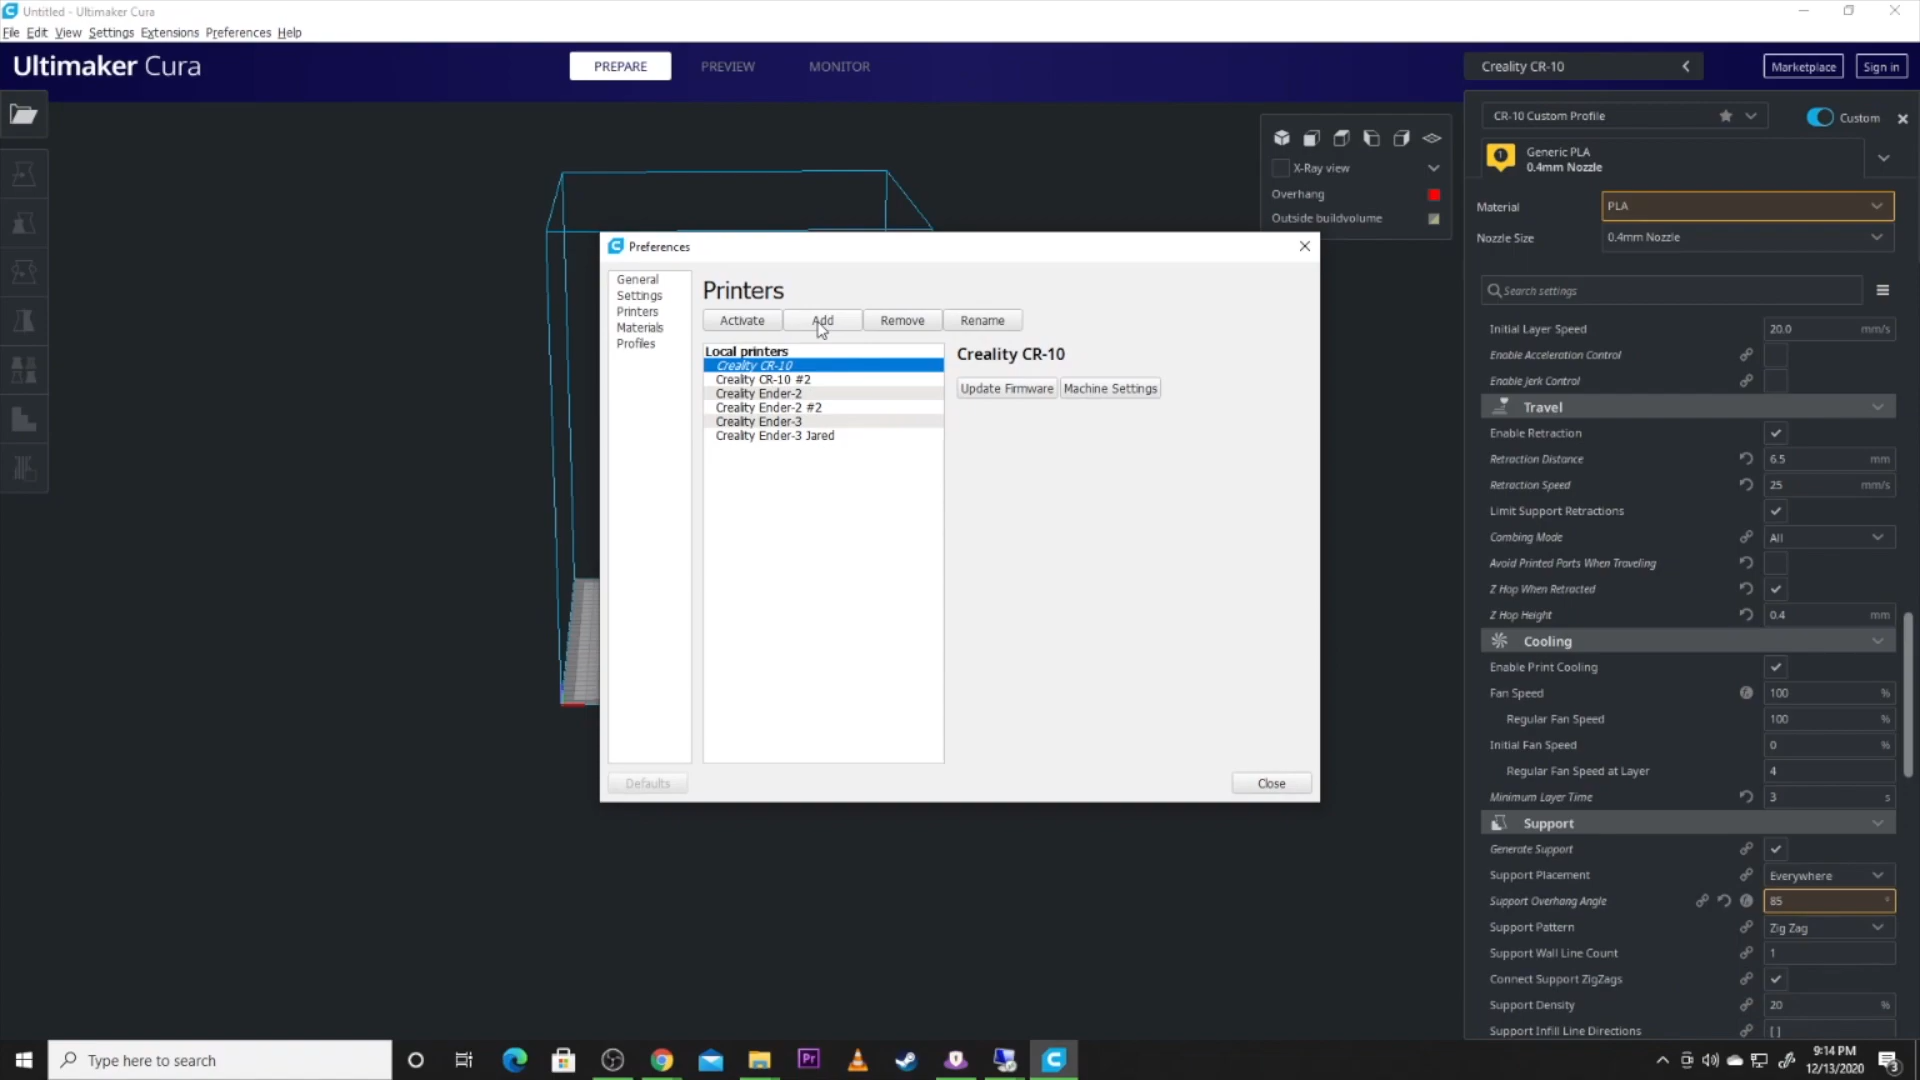 Untitled - Ultimaker Cura
File Edit View Settings Extensions Preferences Help
Ultimaker Cura
PREPARE
PREVIEW
MONITOR
Creality CR-10
Marketplace
Sign in
CR-10 Custom Profile
Custom
1
Generic PLA
0.4mm Nozzle
Material
PLA
Nozzle Size
0.4mm Nozzle
X-Ray view
Overhang
Outside buildvolume
Search settings
Initial Layer Speed 20.0 mm/s
Enable Acceleration Control
Enable Jerk Control
Travel
Enable Retraction
Retraction Distance 6.5 mm
Retraction Speed 25 mm/s
Limit Support Retractions
Combing Mode All
Avoid Printed Parts When Traveling
Z Hop When Retracted
Z Hop Height 0.4 mm
Cooling
Enable Print Cooling
Fan Speed 100 %
Regular Fan Speed 100 %
Initial Fan Speed 0 %
Regular Fan Speed at Layer 4
Minimum Layer Time 3 s
Support
Generate Support
Support Placement Everywhere
Support Overhang Angle 85 °
Support Pattern Zig Zag
Support Wall Line Count 1
Connect Support ZigZags
Support Density 20 %
Support Infill Line Directions [ ]
Preferences
General
Settings
Printers
Materials
Profiles
Printers
Activate
Add
Remove
Rename
Local printers
Creality CR-10
Creality CR-10 #2
Creality Ender-2
Creality Ender-2 #2
Creality Ender-3
Creality Ender-3 Jared
Creality CR-10
Update Firmware
Machine Settings
Defaults
Close
Type here to search
Pr
9:14 PM
12/13/2020
3